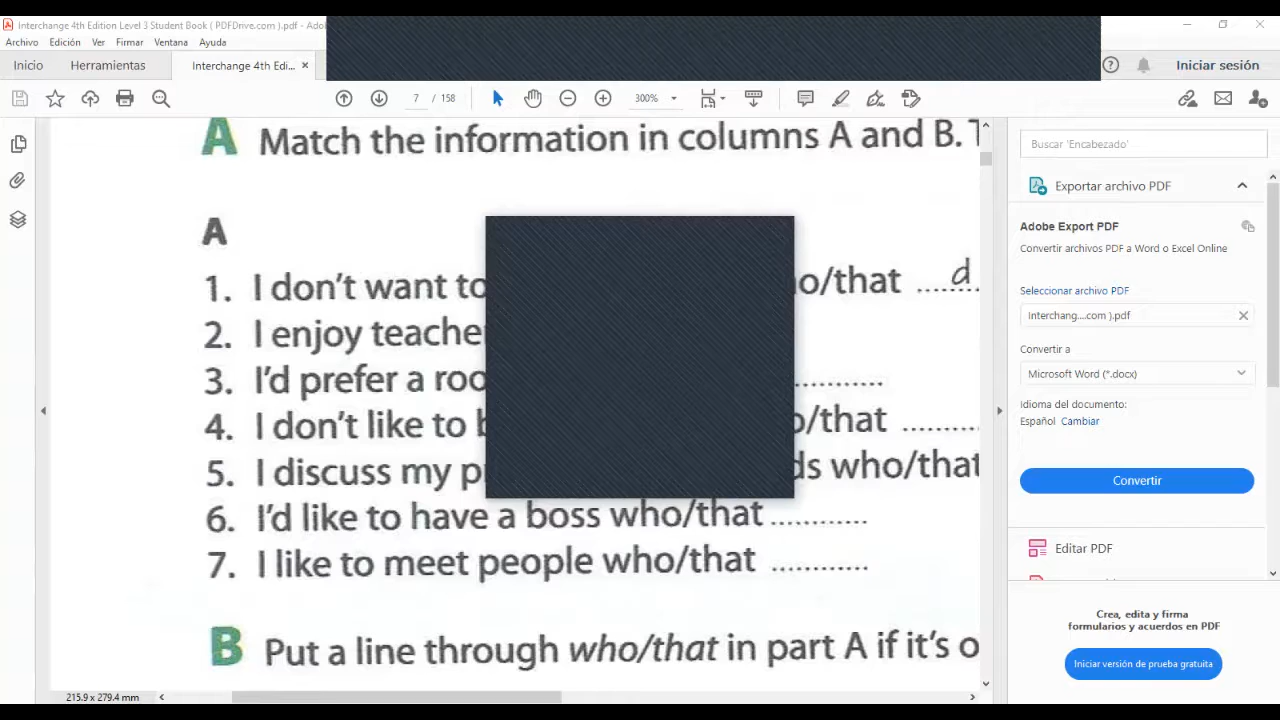 Interchange 4th Edition Level 3 Student Book ( PDFDrive.com ).pdf - Ado
Archivo Edición Ver Firmar Ventana Ayuda
Inicio Herramientas Interchange 4th Edi... × Iniciar sesión
7 / 158 300%
A Match the information in columns A and B.
A
1. I don't want to who/that d
2. I enjoy
3. I'd prefer a
4. I don't like to
5. I discuss my who/that
6. I'd like to have a boss who/that ............
7. I like to meet people who/that ............
B Put a line through who/that in part A if it's
215.9 x 279.4 mm
Buscar 'Encabezado'
Exportar archivo PDF
Adobe Export PDF
Convertir archivos PDF a Word o Excel Online
Seleccionar archivo PDF
Interchang....com ).pdf
Convertir a
Microsoft Word (*.docx)
Idioma del documento:
Español Cambiar
Convertir
Editar PDF
Crea, edita y firma
formularios y acuerdos en PDF
Iniciar versión de prueba gratuita